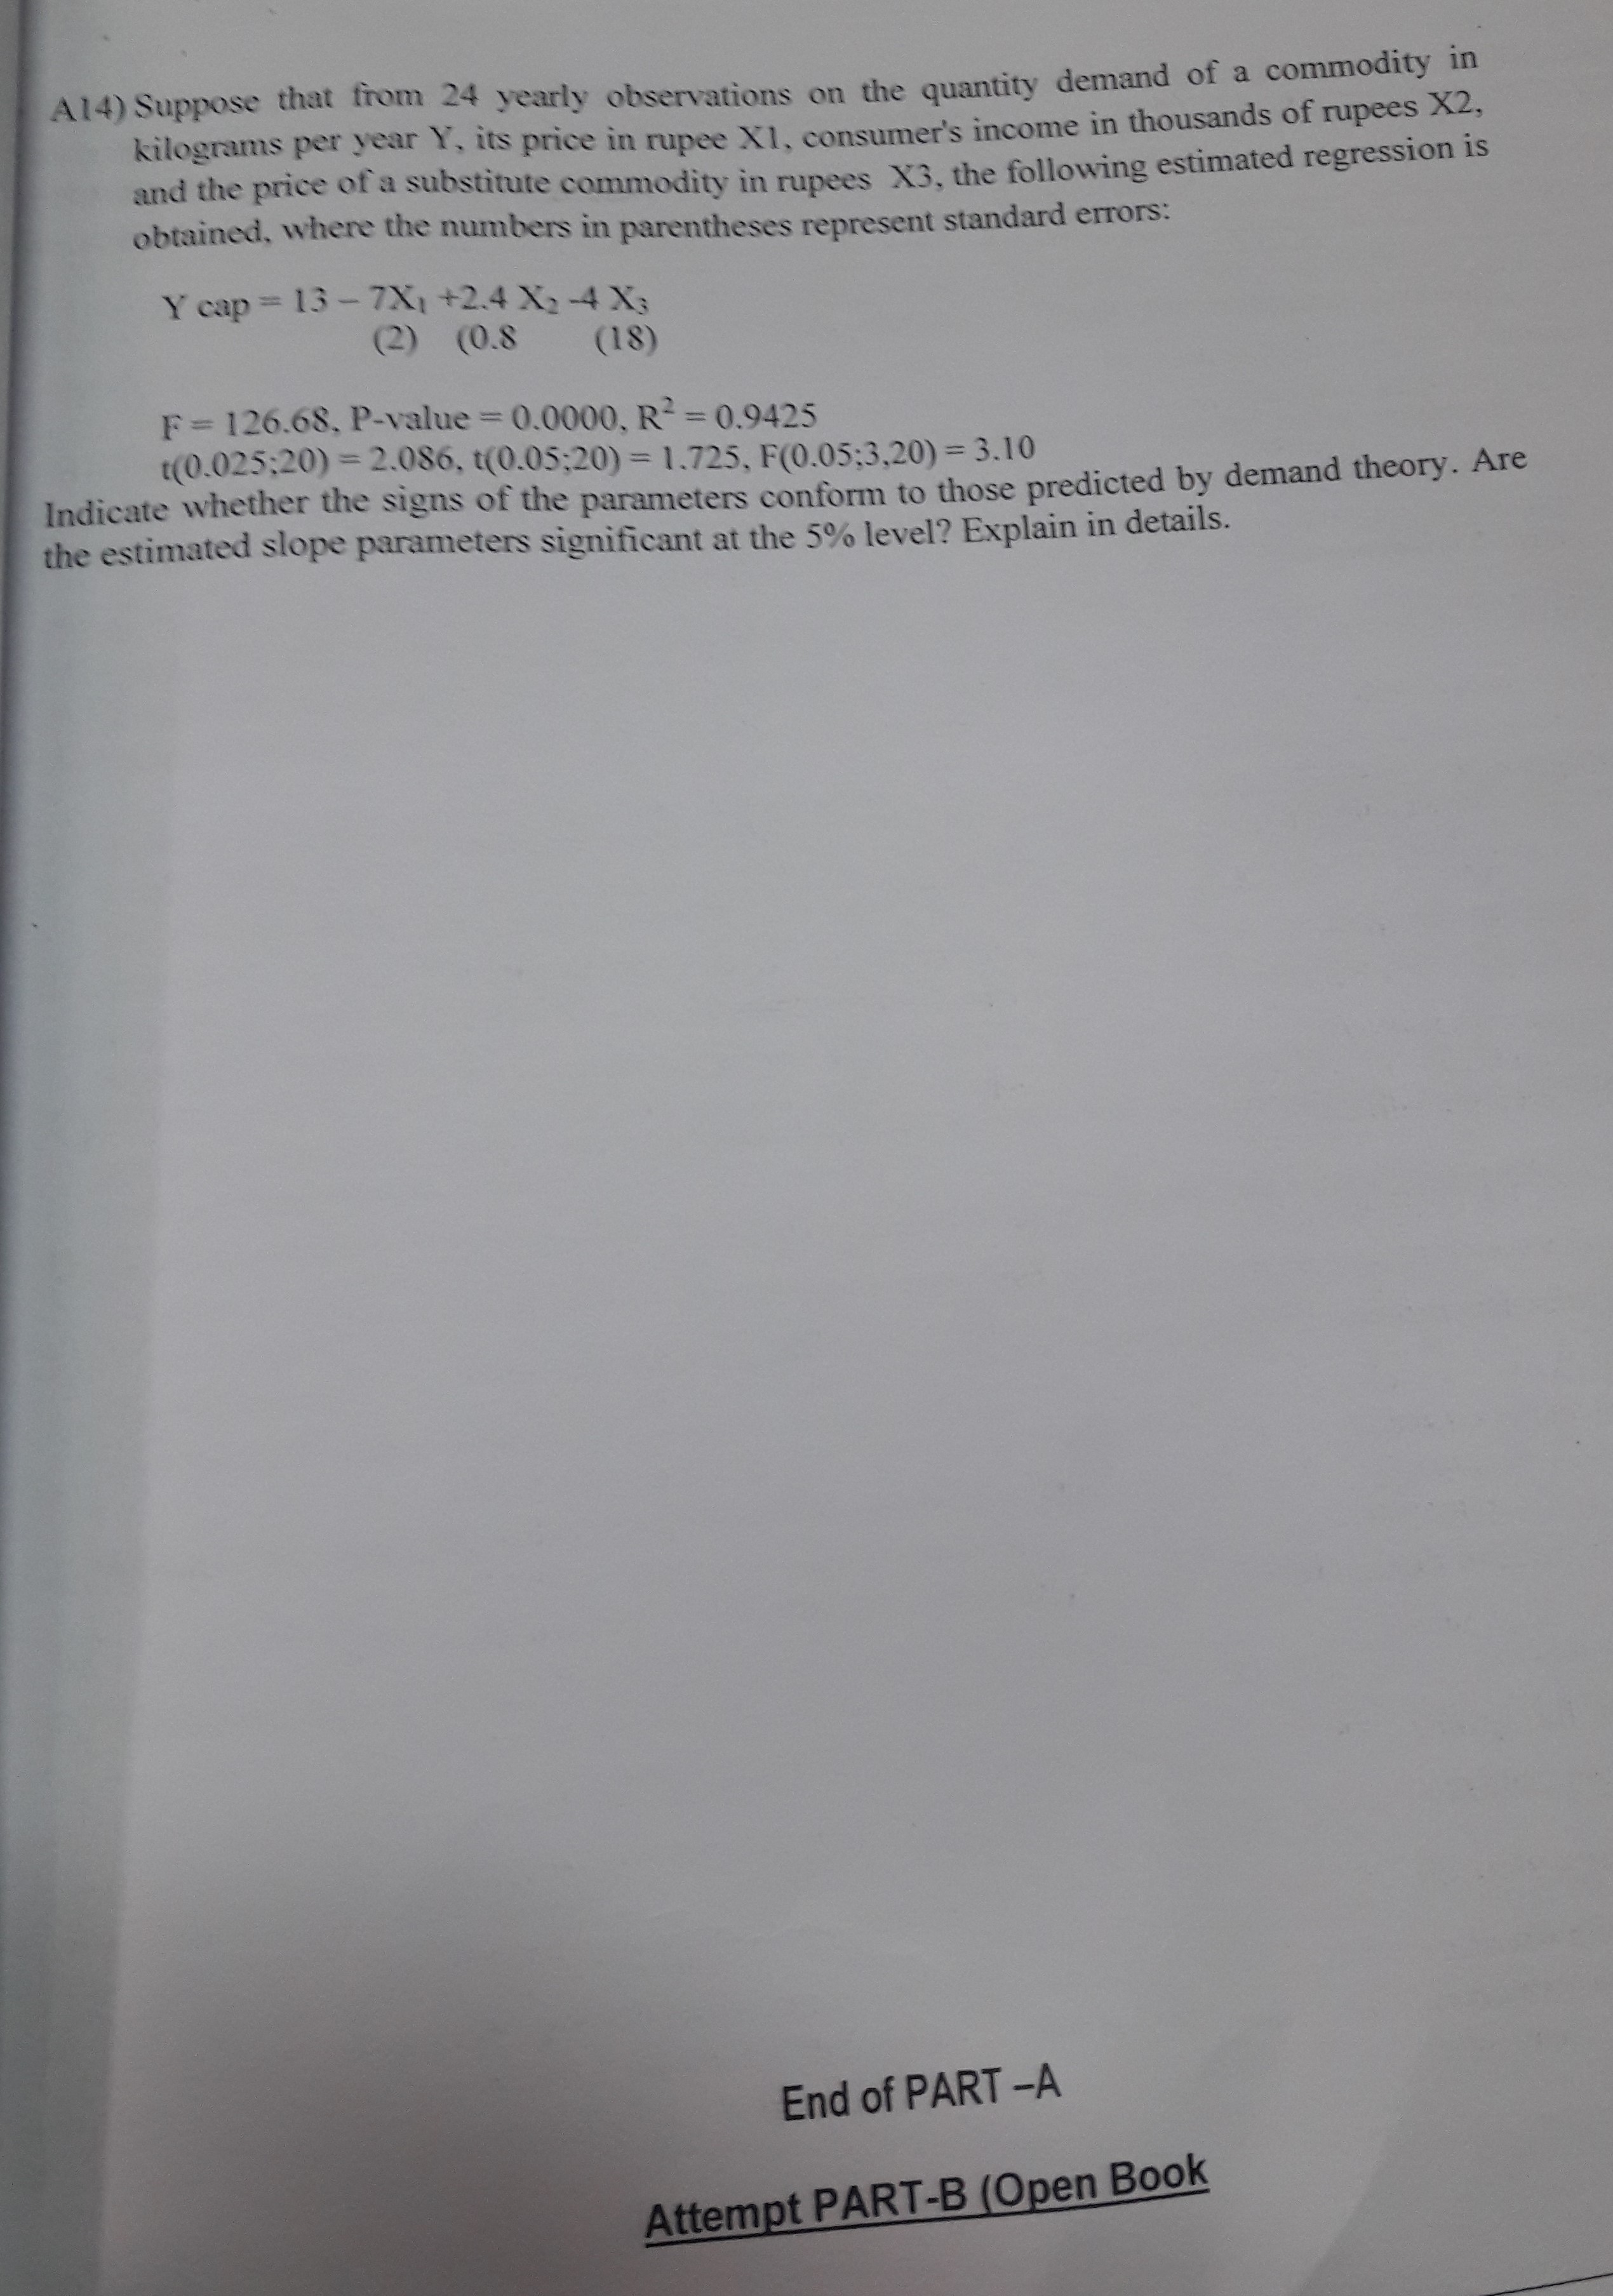 A14) Suppose that from 24 yearly observations on the quantity demand of a commodity in
kilograms per year Y, its price in rupee X1, consumer's income in thousands of rupees X2,
and the price of a substitute commodity in rupees X3, the following estimated regression is
obtained, where the numbers in parentheses represent standard errors:
Y cap = 13 – 7X₁ +2.4 X₂ -4 X₃
(2) (0.8 (18)
F = 126.68, P-value = 0.0000, R² = 0.9425
t(0.025;20) = 2.086, t(0.05;20) = 1.725, F(0.05;3,20) = 3.10
Indicate whether the signs of the parameters conform to those predicted by demand theory. Are
the estimated slope parameters significant at the 5% level? Explain in details.
End of PART –A
Attempt PART-B (Open Book